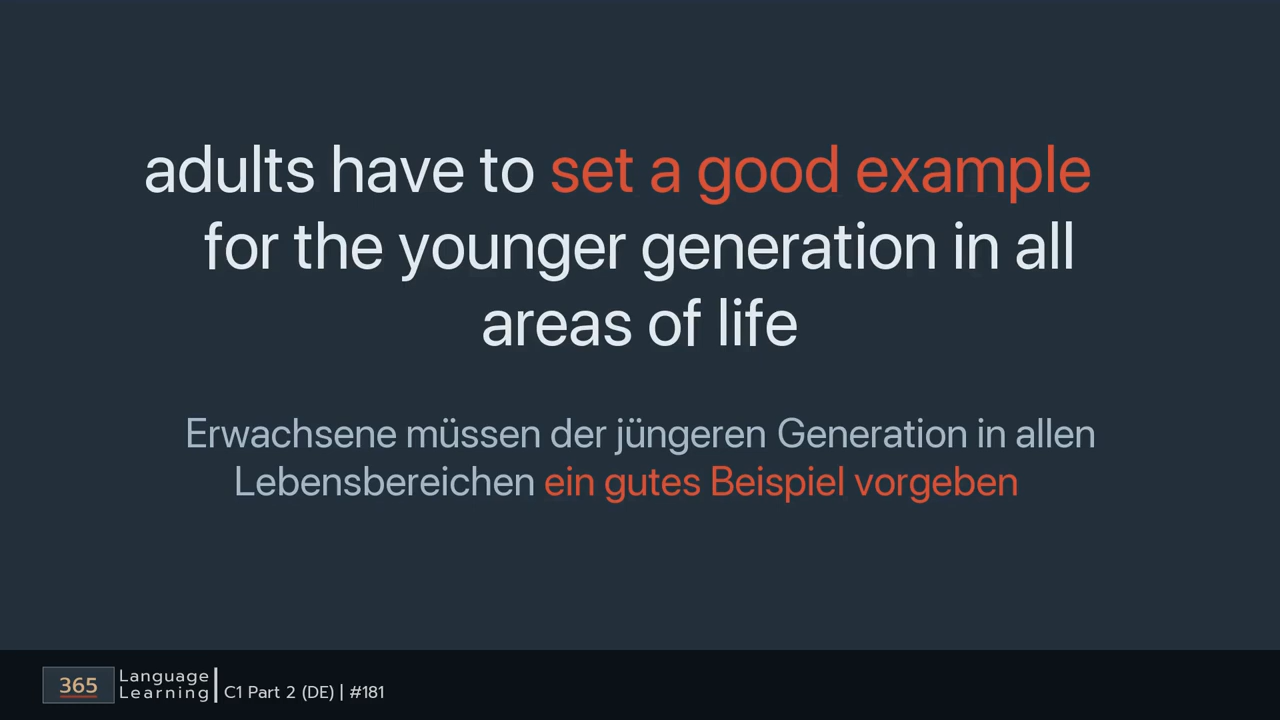 adults have to set a good example
for the younger generation in all
areas of life
Erwachsene müssen der jüngeren Generation in allen
Lebensbereichen ein gutes Beispiel vorgeben
365 Language
Learning
C1 Part 2 (DE) | #181